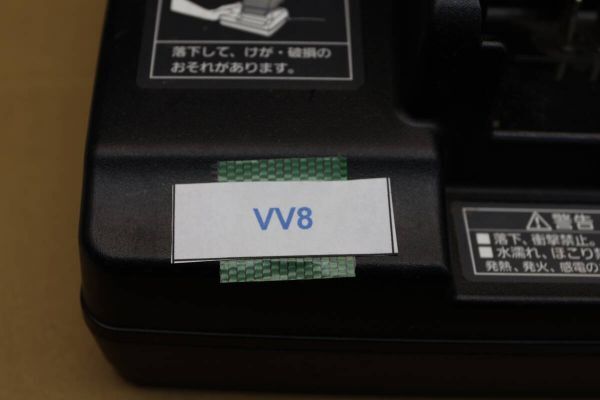 落下して、けが・破損の
おそれがあります。
VV8
警告
■落下、衝撃禁止。
■水濡れ、ほこり
発熱、発火、感電の